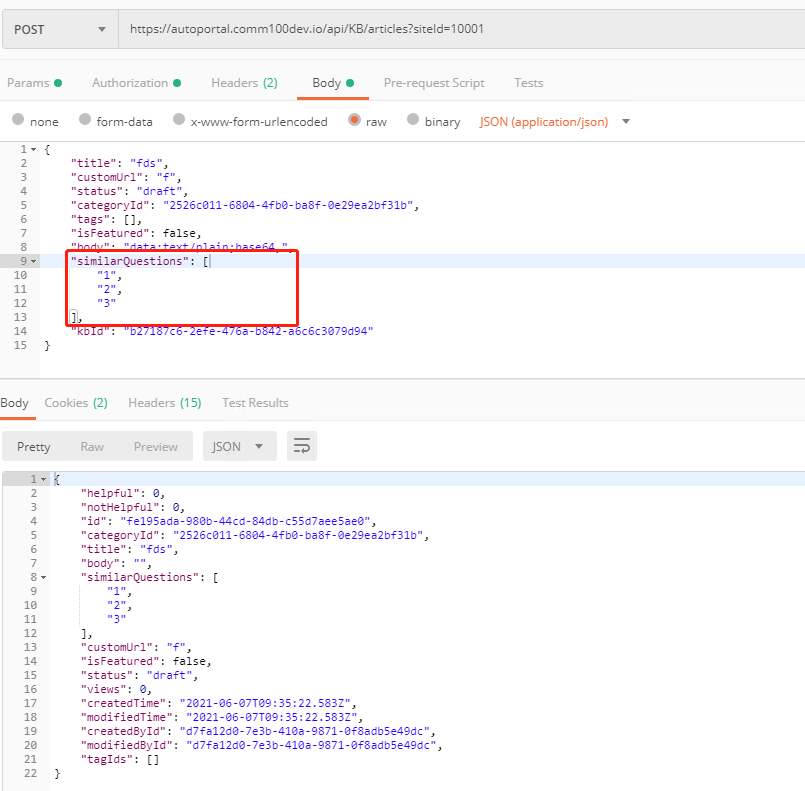 POST https://autoportal.comm100dev.io/api/KB/articles?siteId=10001
Params Authorization Headers (2) Body Pre-request Script Tests
none form-data x-www-form-urlencoded raw binary JSON (application/json)
1 {
2 "title": "fds",
3 "customUrl": "f",
4 "status": "draft",
5 "categoryId": "2526c011-6804-4fb0-ba8f-0e29ea2bf31b",
6 "tags": [],
7 "isFeatured": false,
8 "body": "data:text/plain;base64,",
9 "similarQuestions": [
10 "1",
11 "2",
12 "3"
13 ],
14 "kbId": "b27187c6-2efe-476a-b842-a6c6c3079d94"
15 }
Body Cookies (2) Headers (15) Test Results
Pretty Raw Preview JSON
1 {
2 "helpful": 0,
3 "notHelpful": 0,
4 "id": "fe195ada-980b-44cd-84db-c55d7aee5ae0",
5 "categoryId": "2526c011-6804-4fb0-ba8f-0e29ea2bf31b",
6 "title": "fds",
7 "body": "",
8 "similarQuestions": [
9 "1",
10 "2",
11 "3"
12 ],
13 "customUrl": "f",
14 "isFeatured": false,
15 "status": "draft",
16 "views": 0,
17 "createdTime": "2021-06-07T09:35:22.583Z",
18 "modifiedTime": "2021-06-07T09:35:22.583Z",
19 "createdById": "d7fa12d0-7e3b-410a-9871-0f8adb5e49dc",
20 "modifiedById": "d7fa12d0-7e3b-410a-9871-0f8adb5e49dc",
21 "tagIds": []
22 }